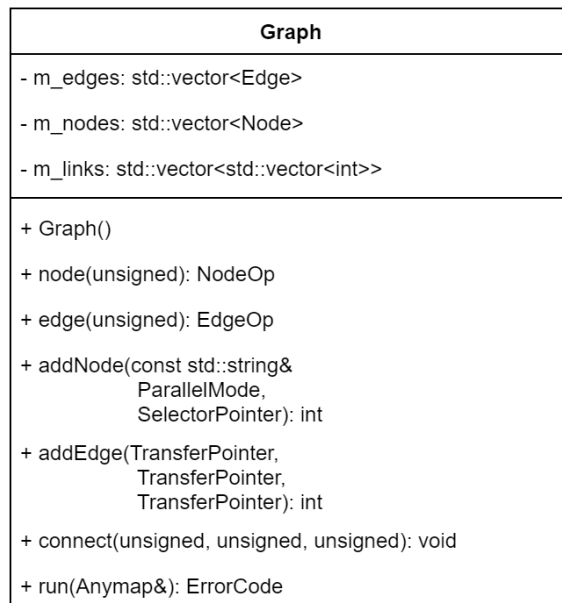 Graph
- m_edges: std::vector<Edge>
- m_nodes: std::vector<Node>
- m_links: std::vector<std::vector<int>>
+ Graph()
+ node(unsigned): NodeOp
+ edge(unsigned): EdgeOp
+ addNode(const std::string&
ParallelMode,
SelectorPointer): int
+ addEdge(TransferPointer,
TransferPointer,
TransferPointer): int
+ connect(unsigned, unsigned, unsigned): void
+ run(Anymap&): ErrorCode